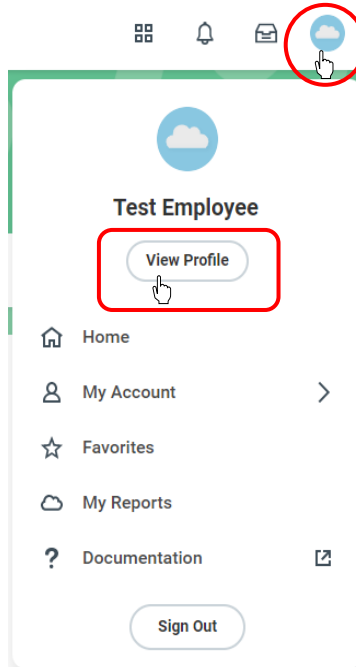 Test Employee
View Profile
Home
My Account
Favorites
My Reports
Documentation
Sign Out